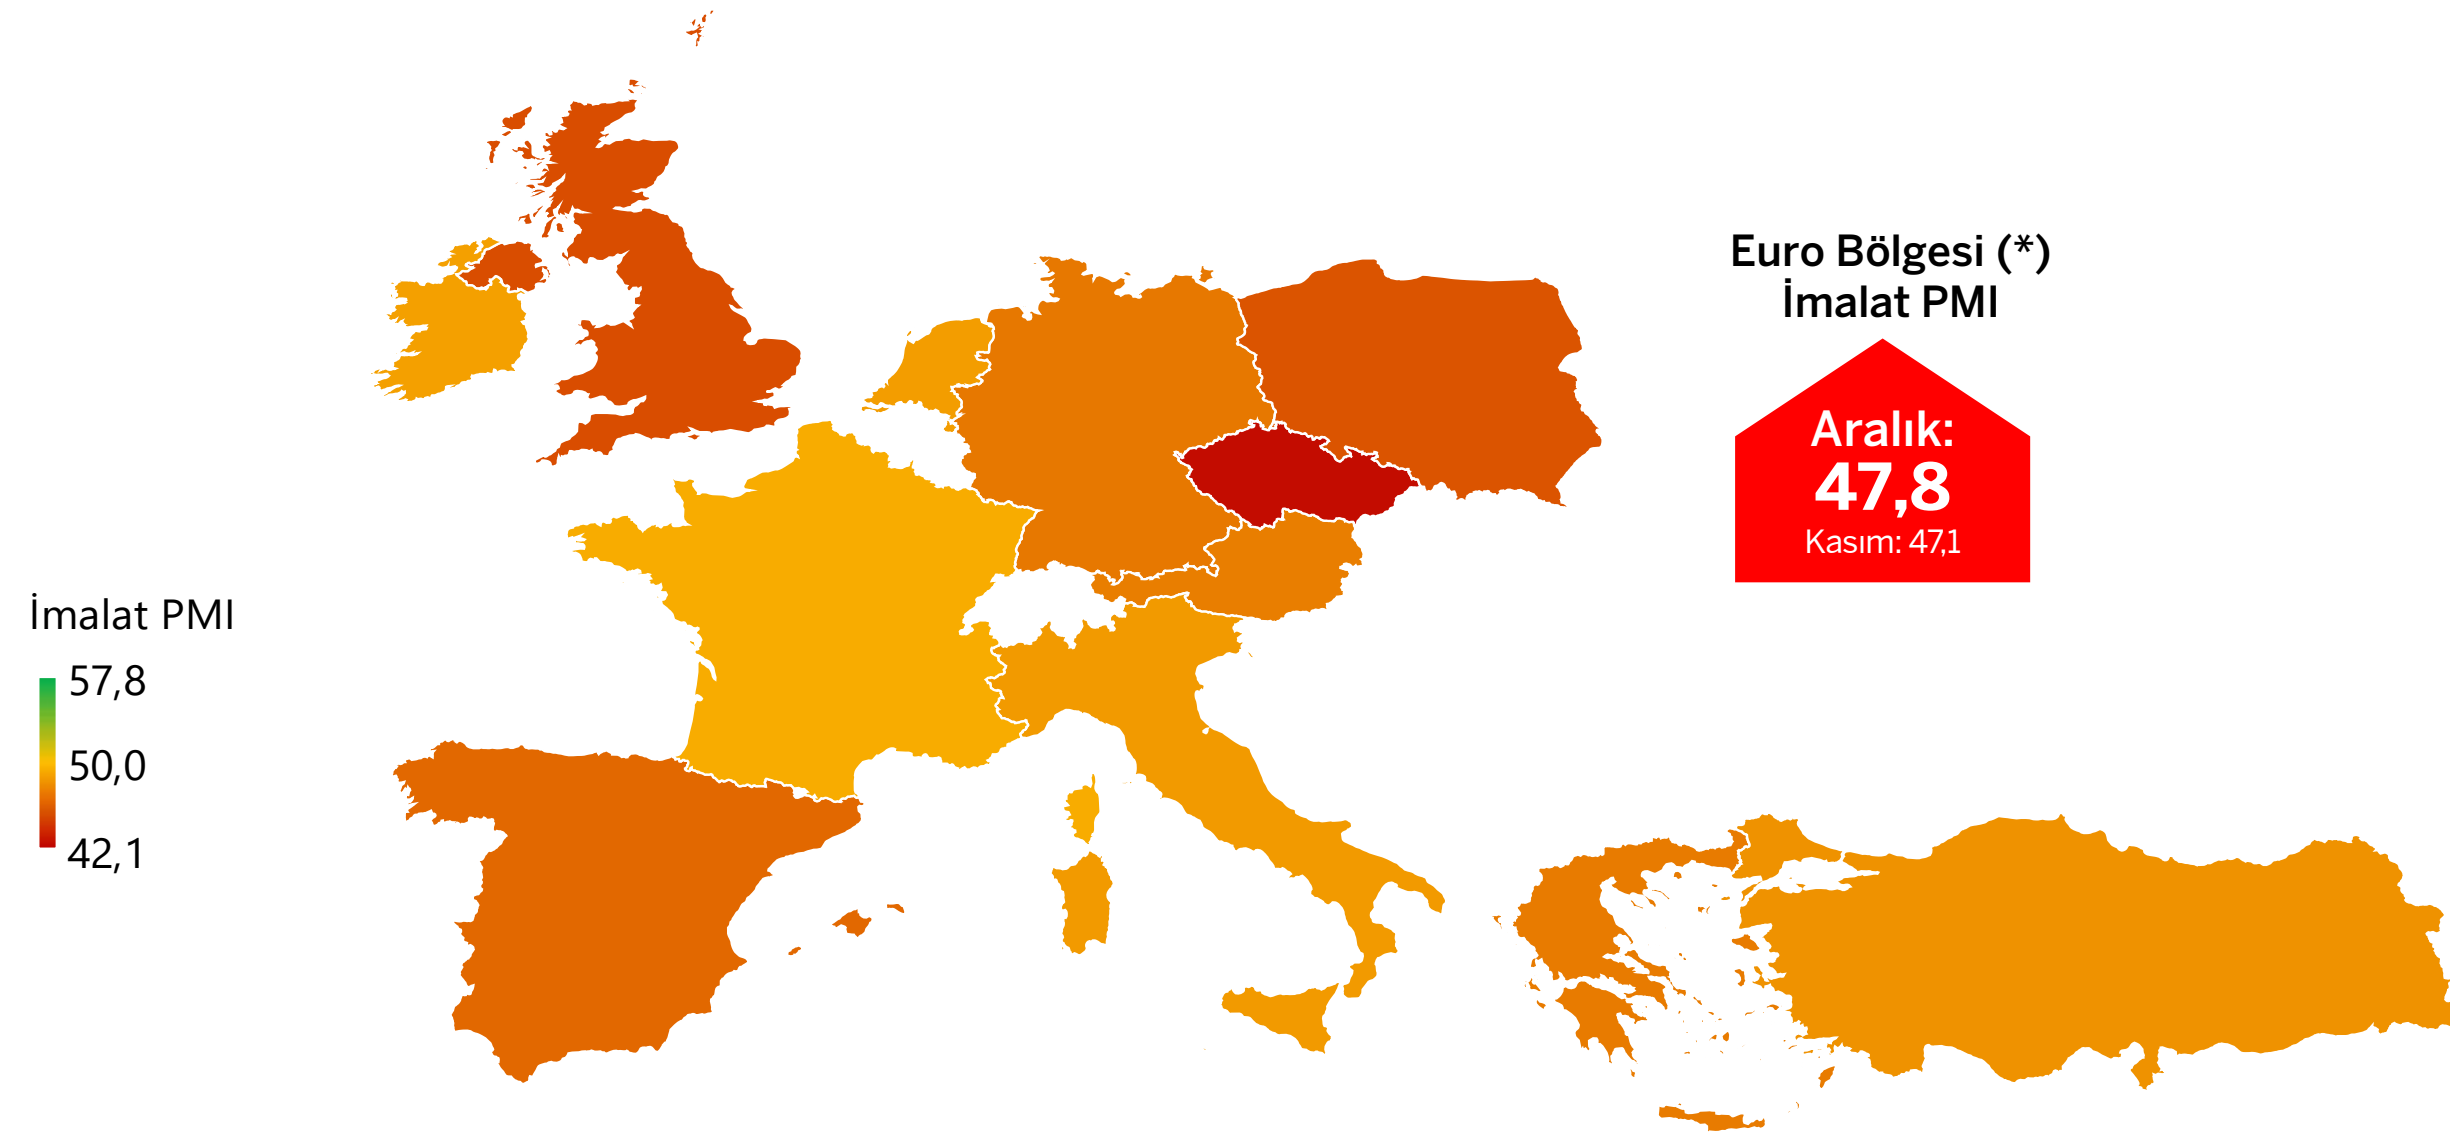 Euro Bölgesi (*)
İmalat PMI
Aralık:
47,8
Kasım: 47,1
İmalat PMI
57,8
50,0
42,1